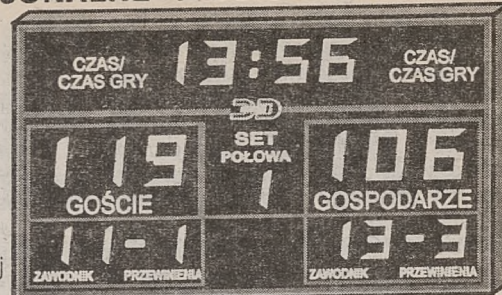 CZAS/ CZAS GRY 13:56 CZAS/ CZAS GRY
3D
119 SET POŁOWA 1 106
GOŚCIE GOSPODARZE
11-1 13-3
ZAWODNIK PRZEWINIENIA ZAWODNIK PRZEWINIENIA
j